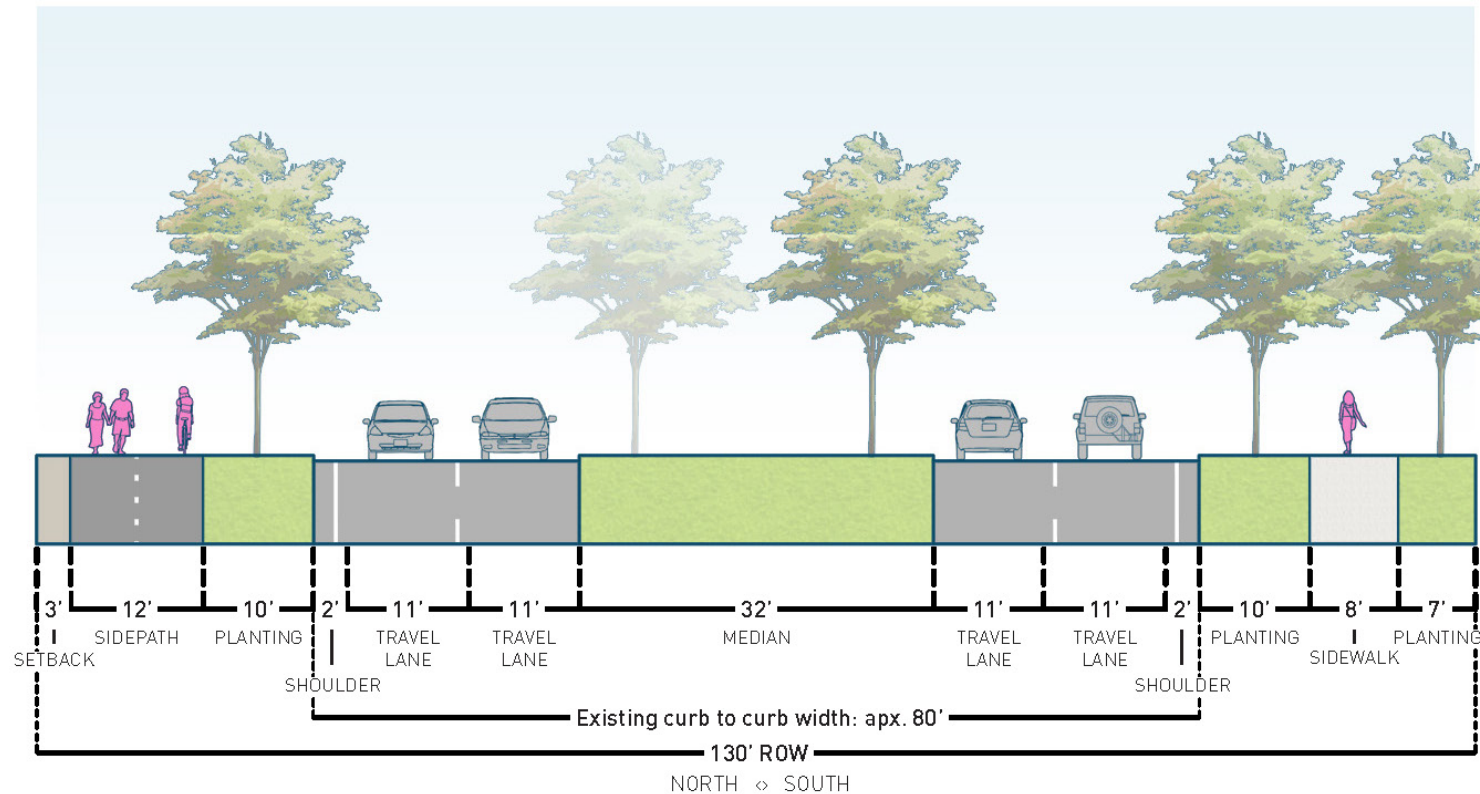 3' 12' 10' 2' 11' 11' 32' 11' 11' 2' 10' 8' 7'
SETBACK
SIDEPATH
PLANTING
SHOULDER
TRAVEL
LANE
TRAVEL
LANE
MEDIAN
TRAVEL
LANE
TRAVEL
LANE
SHOULDER
PLANTING
SIDEWALK
PLANTING
Existing curb to curb width: apx. 80'
130' ROW
NORTH <> SOUTH